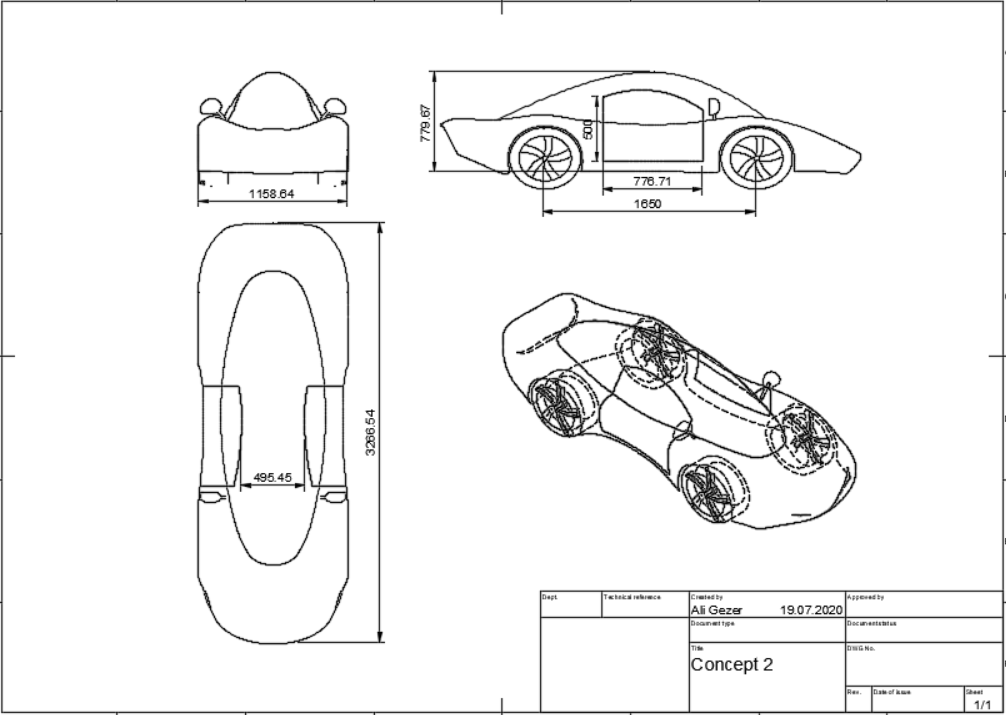 779.67
500
776.71
1650
1158.64
3266.54
495.45
Dept.
Technical reference
Created by
Approved by
Ali Gezer 19.07.2020
Document type
Document status
Title
DWG No.
Concept 2
Rev.
Date of issue
Sheet
1/1